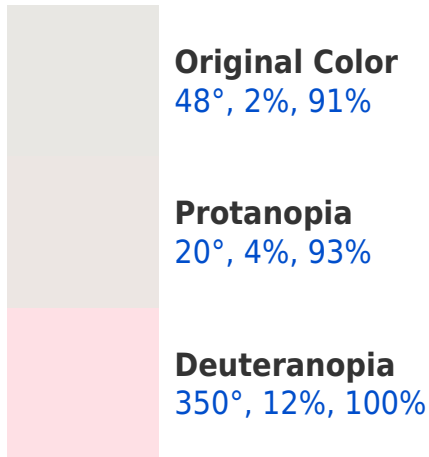 Original Color
48°, 2%, 91%
Protanopia
20°, 4%, 93%
Deuteranopia
350°, 12%, 100%